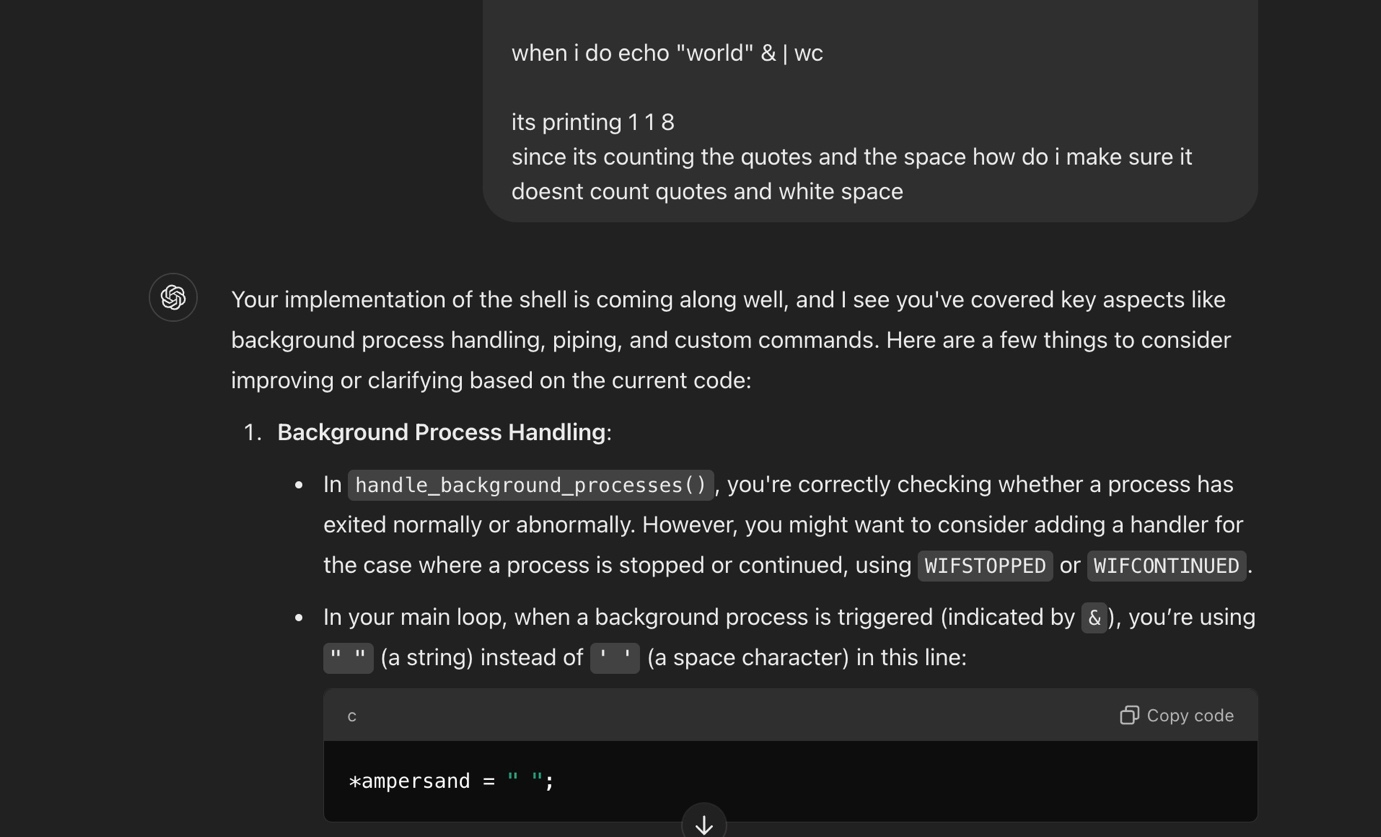 when i do echo "world" & | wc
its printing 1 1 8
since its counting the quotes and the space how do i make sure it
doesnt count quotes and white space
Your implementation of the shell is coming along well, and I see you've covered key aspects like
background process handling, piping, and custom commands. Here are a few things to consider
improving or clarifying based on the current code:
1. Background Process Handling:
• In handle_background_processes(), you're correctly checking whether a process has
exited normally or abnormally. However, you might want to consider adding a handler for
the case where a process is stopped or continued, using WIFSTOPPED or WIFCONTINUED.
• In your main loop, when a background process is triggered (indicated by &), you’re using
" " (a string) instead of ' ' (a space character) in this line:
c Copy code
*ampersand = " ";